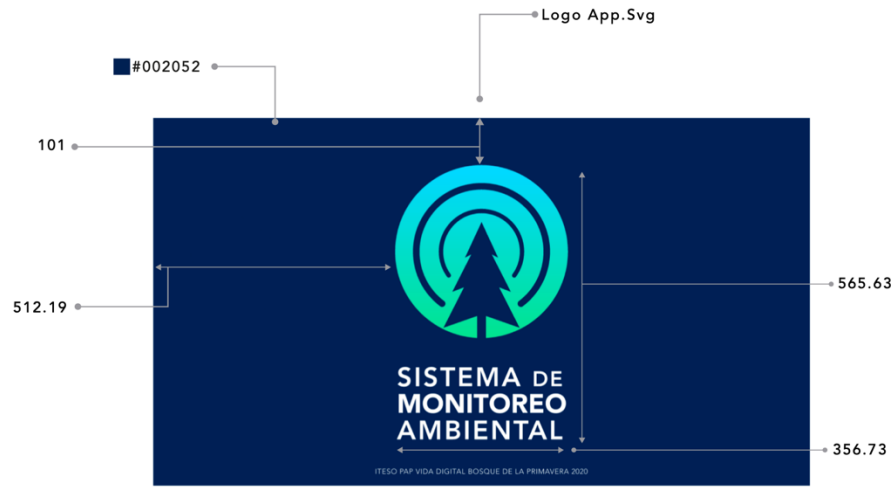 Logo App.Svg
#002052
101
512.19
565.63
SISTEMA DE
MONITOREO
AMBIENTAL
356.73
ITESO PAP VIDA DIGITAL BOSQUE DE LA PRIMAVERA 2020